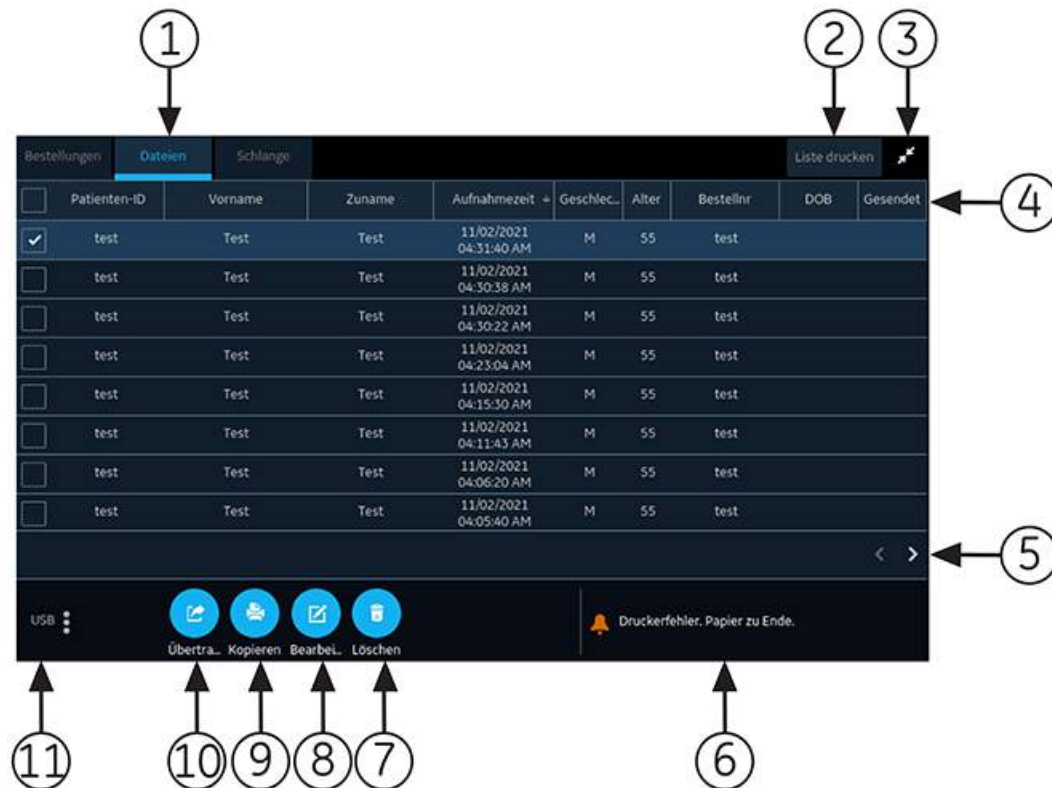 1
2
3
Bestellungen Dateien Schlange Liste drucken
Patienten-ID Vorname Zuname Aufnahmezeit Geschlec... Alter Bestellnr DOB Gesendet
4
test Test Test 11/02/2021 04:31:40 AM M 55 test
test Test Test 11/02/2021 04:30:38 AM M 55 test
test Test Test 11/02/2021 04:30:22 AM M 55 test
test Test Test 11/02/2021 04:23:04 AM M 55 test
test Test Test 11/02/2021 04:15:30 AM M 55 test
test Test Test 11/02/2021 04:11:43 AM M 55 test
test Test Test 11/02/2021 04:06:20 AM M 55 test
test Test Test 11/02/2021 04:05:40 AM M 55 test
5
USB
Übertra... Kopieren Bearbei... Löschen
Druckerfehler. Papier zu Ende.
11
10
9
8
7
6